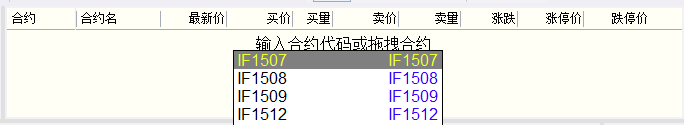 合约 合约名 最新价 买价 买量 卖价 卖量 涨跌 涨停价 跌停价
输入合约代码或拖拽合约
IF1507 IF1507
IF1508 IF1508
IF1509 IF1509
IF1512 IF1512